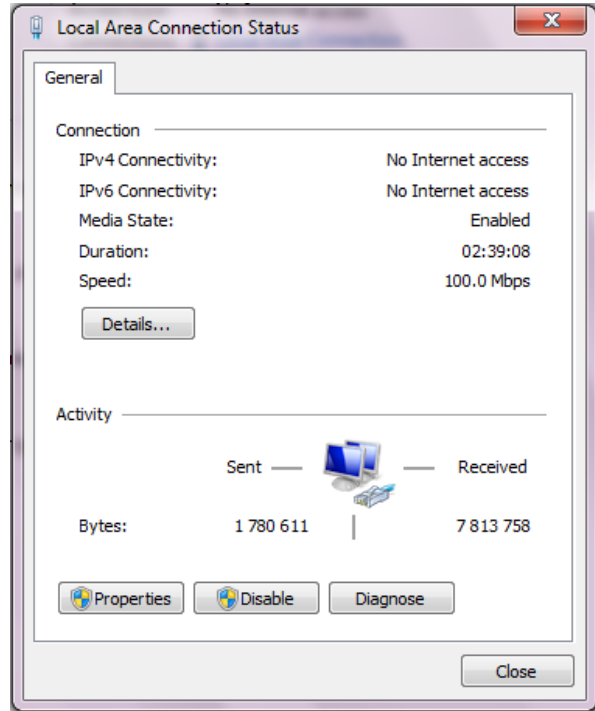 Local Area Connection Status
General
Connection
IPv4 Connectivity: No Internet access
IPv6 Connectivity: No Internet access
Media State: Enabled
Duration: 02:39:08
Speed: 100.0 Mbps
Details...
Activity
Sent Received
Bytes: 1 780 611 7 813 758
Properties Disable Diagnose
Close